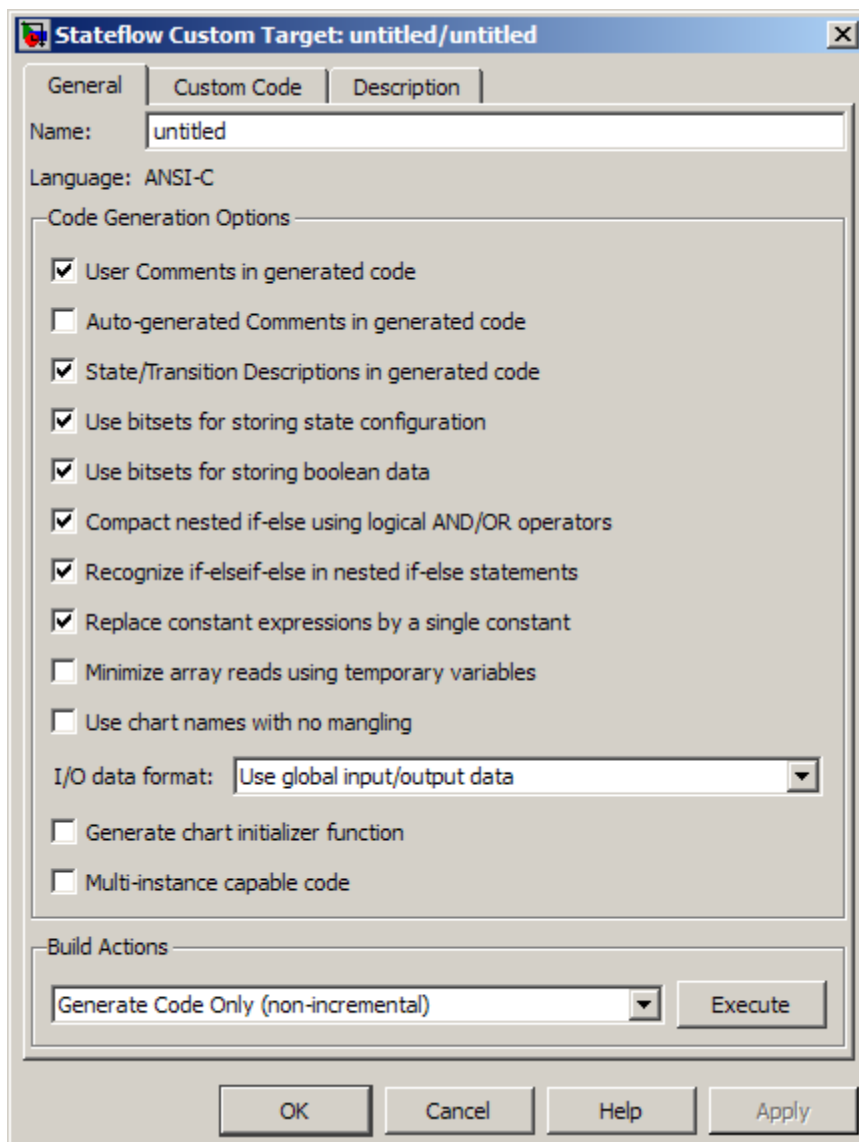 Stateflow Custom Target: untitled/untitled
General Custom Code Description
Name: untitled
Language: ANSI-C
Code Generation Options
User Comments in generated code
Auto-generated Comments in generated code
State/Transition Descriptions in generated code
Use bitsets for storing state configuration
Use bitsets for storing boolean data
Compact nested if-else using logical AND/OR operators
Recognize if-elseif-else in nested if-else statements
Replace constant expressions by a single constant
Minimize array reads using temporary variables
Use chart names with no mangling
I/O data format: Use global input/output data
Generate chart initializer function
Multi-instance capable code
Build Actions
Generate Code Only (non-incremental) Execute
OK Cancel Help Apply